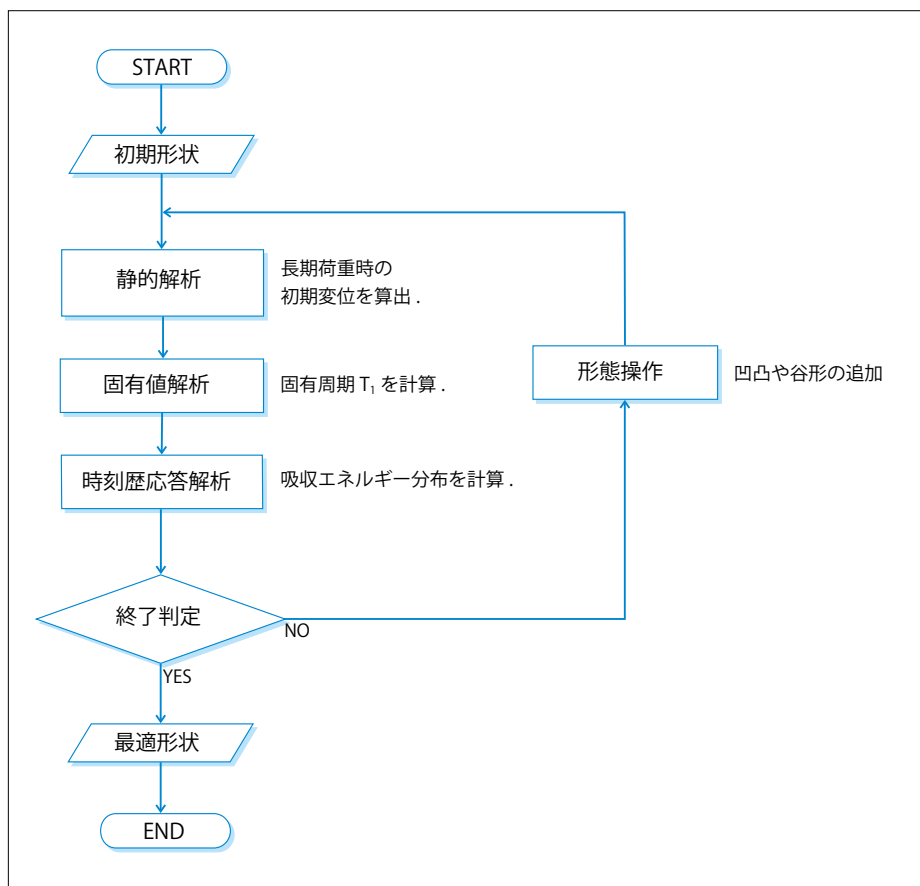 START
初期形状
静的解析
長期荷重時の
初期変位を算出 .
固有値解析
固有周期 T₁ を計算 .
形態操作
凹凸や谷形の追加
時刻歴応答解析
吸収エネルギー分布を計算 .
終了判定
NO
YES
最適形状
END